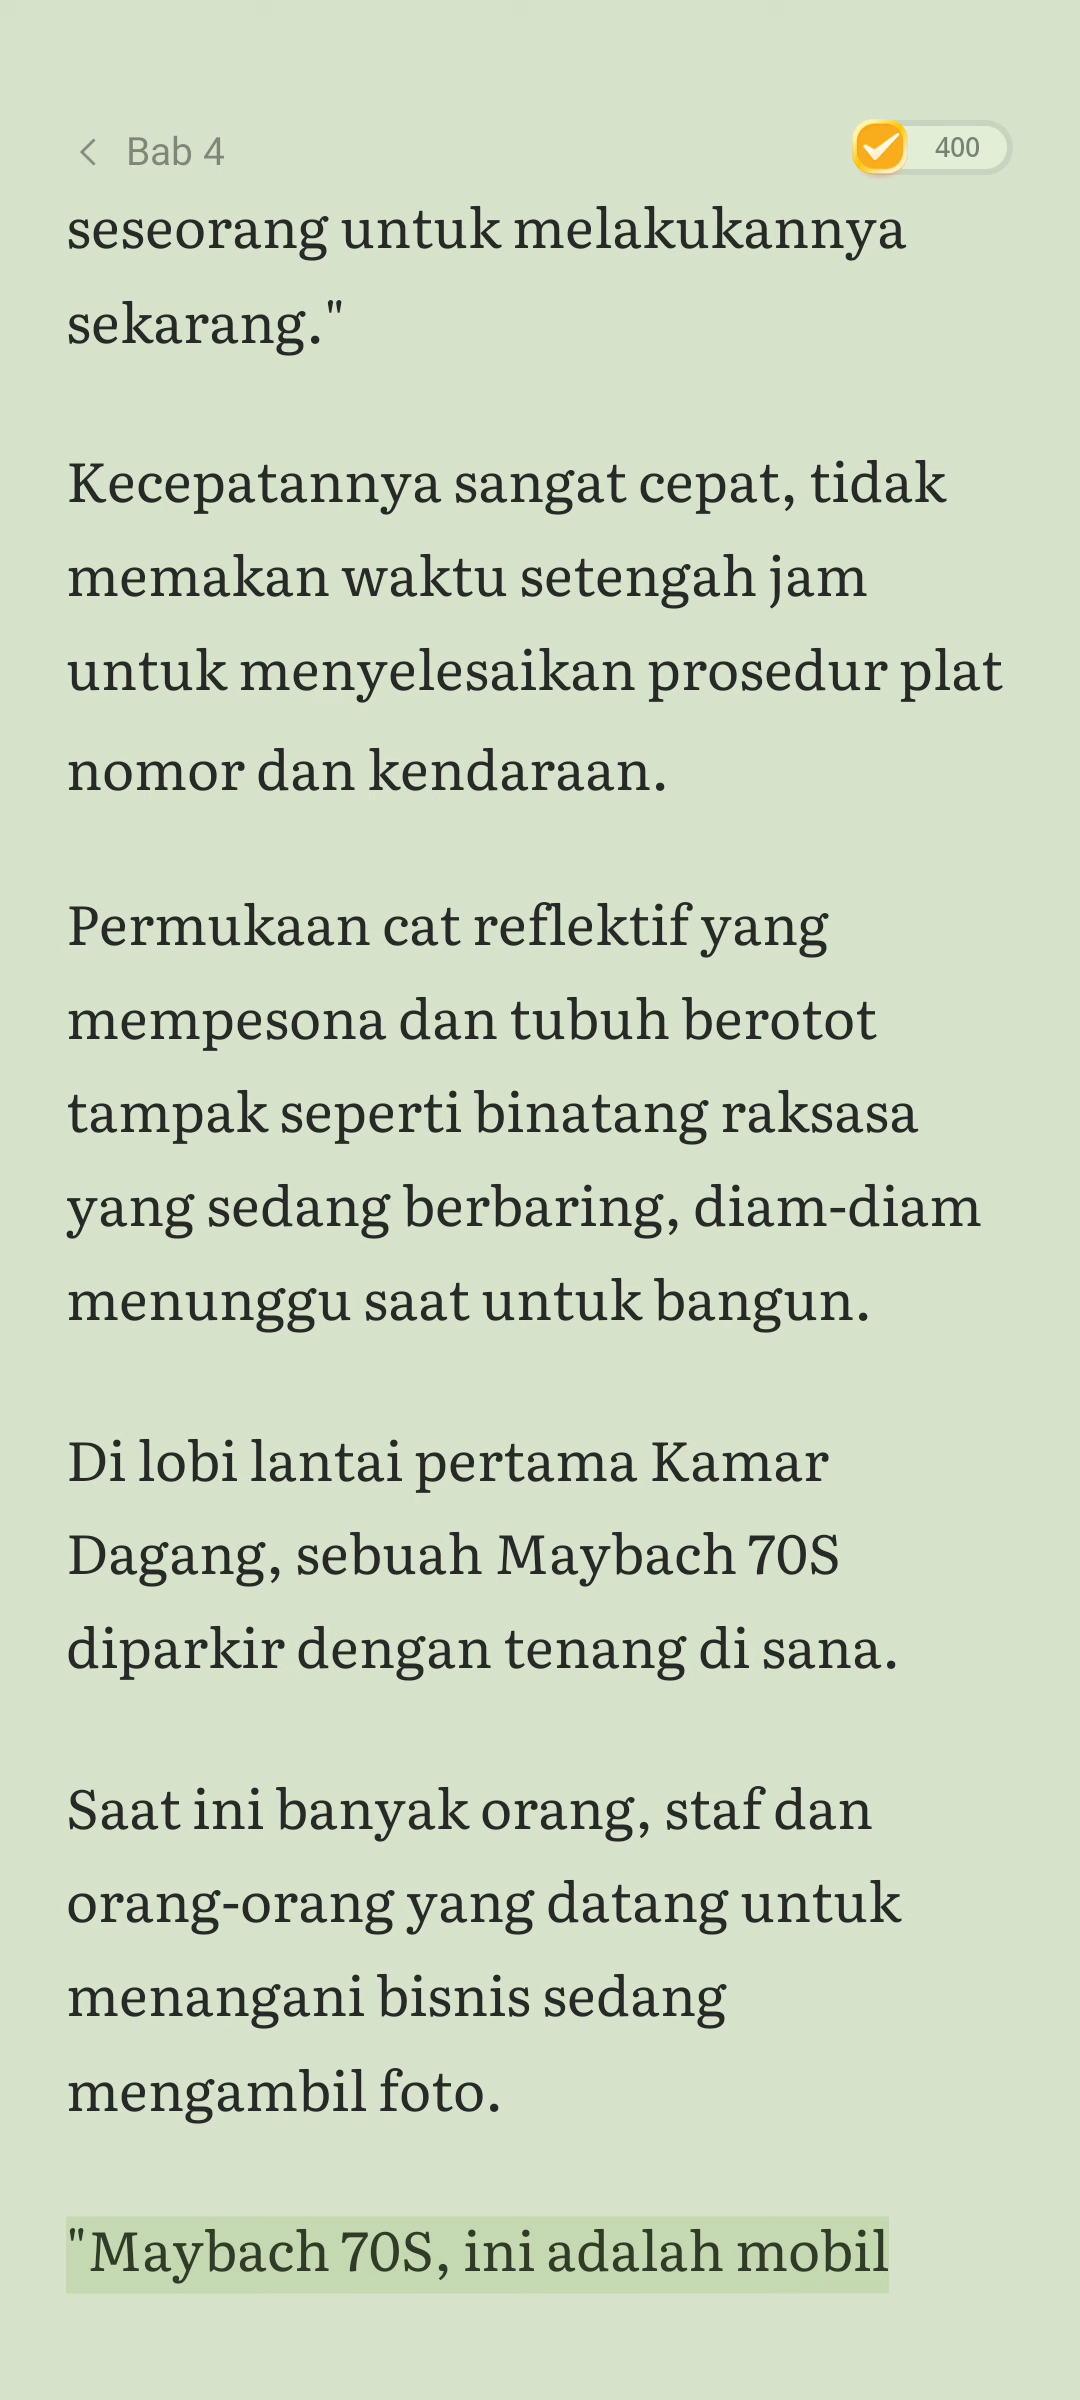 Bab 4
400
seseorang untuk melakukannya
sekarang."
Kecepatannya sangat cepat, tidak
memakan waktu setengah jam
untuk menyelesaikan prosedur plat
nomor dan kendaraan.
Permukaan cat reflektif yang
mempesona dan tubuh berotot
tampak seperti binatang raksasa
yang sedang berbaring, diam-diam
menunggu saat untuk bangun.
Di lobi lantai pertama Kamar
Dagang, sebuah Maybach 70S
diparkir dengan tenang di sana.
Saat ini banyak orang, staf dan
orang-orang yang datang untuk
menangani bisnis sedang
mengambil foto.
"Maybach 70S, ini adalah mobil